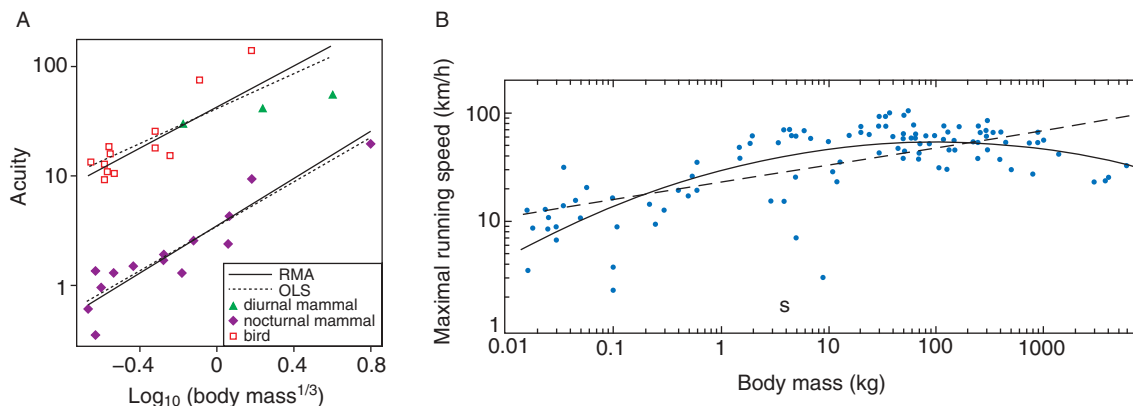 A
Acuity
100
10
1
−0.4
0
0.4
0.8
Log10 (body mass1/3)
RMA
OLS
diurnal mammal
nocturnal mammal
bird
B
Maximal running speed (km/h)
100
10
1
s
0.01
0.1
1
10
100
1000
Body mass (kg)